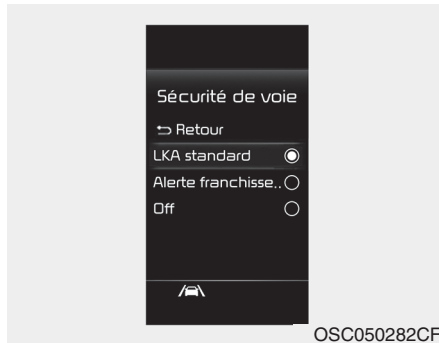 Sécurité de voie
Retour
LKA standard
Alerte franchisse..
Off
OSC050282CF